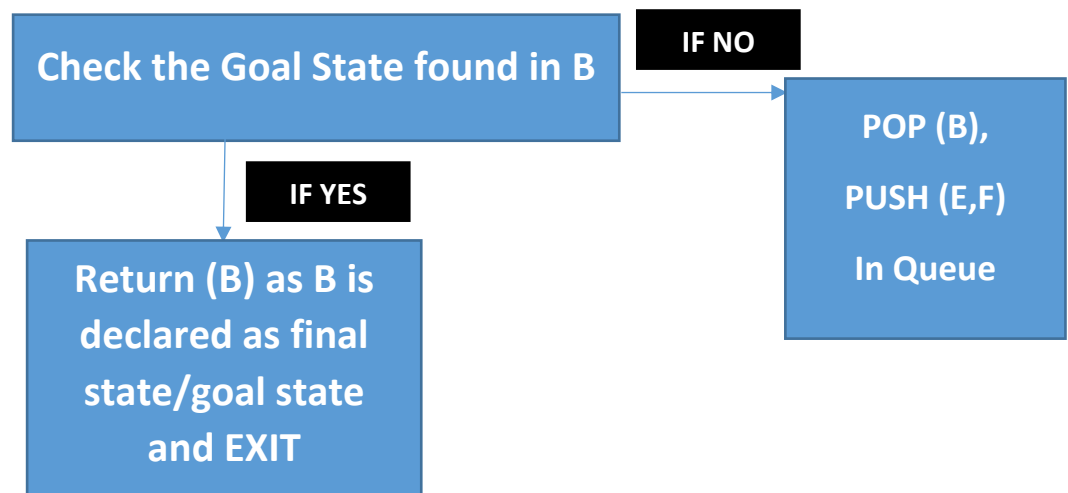 Check the Goal State found in B
IF NO
POP (B),
PUSH (E,F)
In Queue
IF YES
Return (B) as B is
declared as final
state/goal state
and EXIT